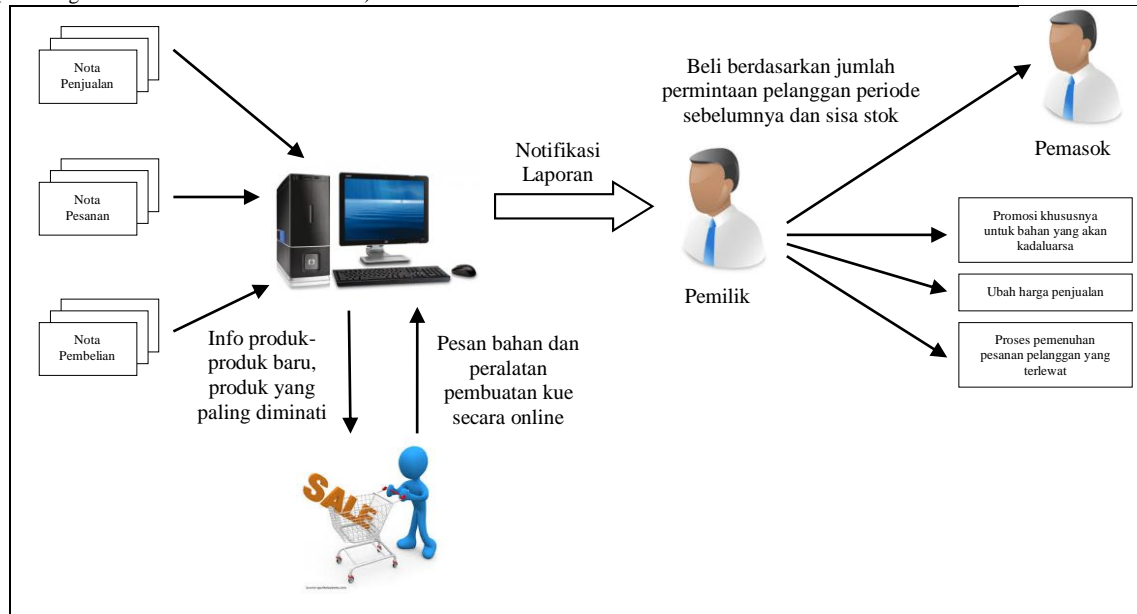 Nota
Penjualan
Nota
Pesanan
Nota
Pembelian
Info produk-
produk baru,
produk yang
paling diminati
Pesan bahan dan
peralatan
pembuatan kue
secara online
SALE
Notifikasi
Laporan
Beli berdasarkan jumlah
permintaan pelanggan periode
sebelumnya dan sisa stok
Pemilik
Pemasok
Promosi khususnya
untuk bahan yang akan
kadaluarsa
Ubah harga penjualan
Proses pemenuhan
pesanan pelanggan yang
terlewat